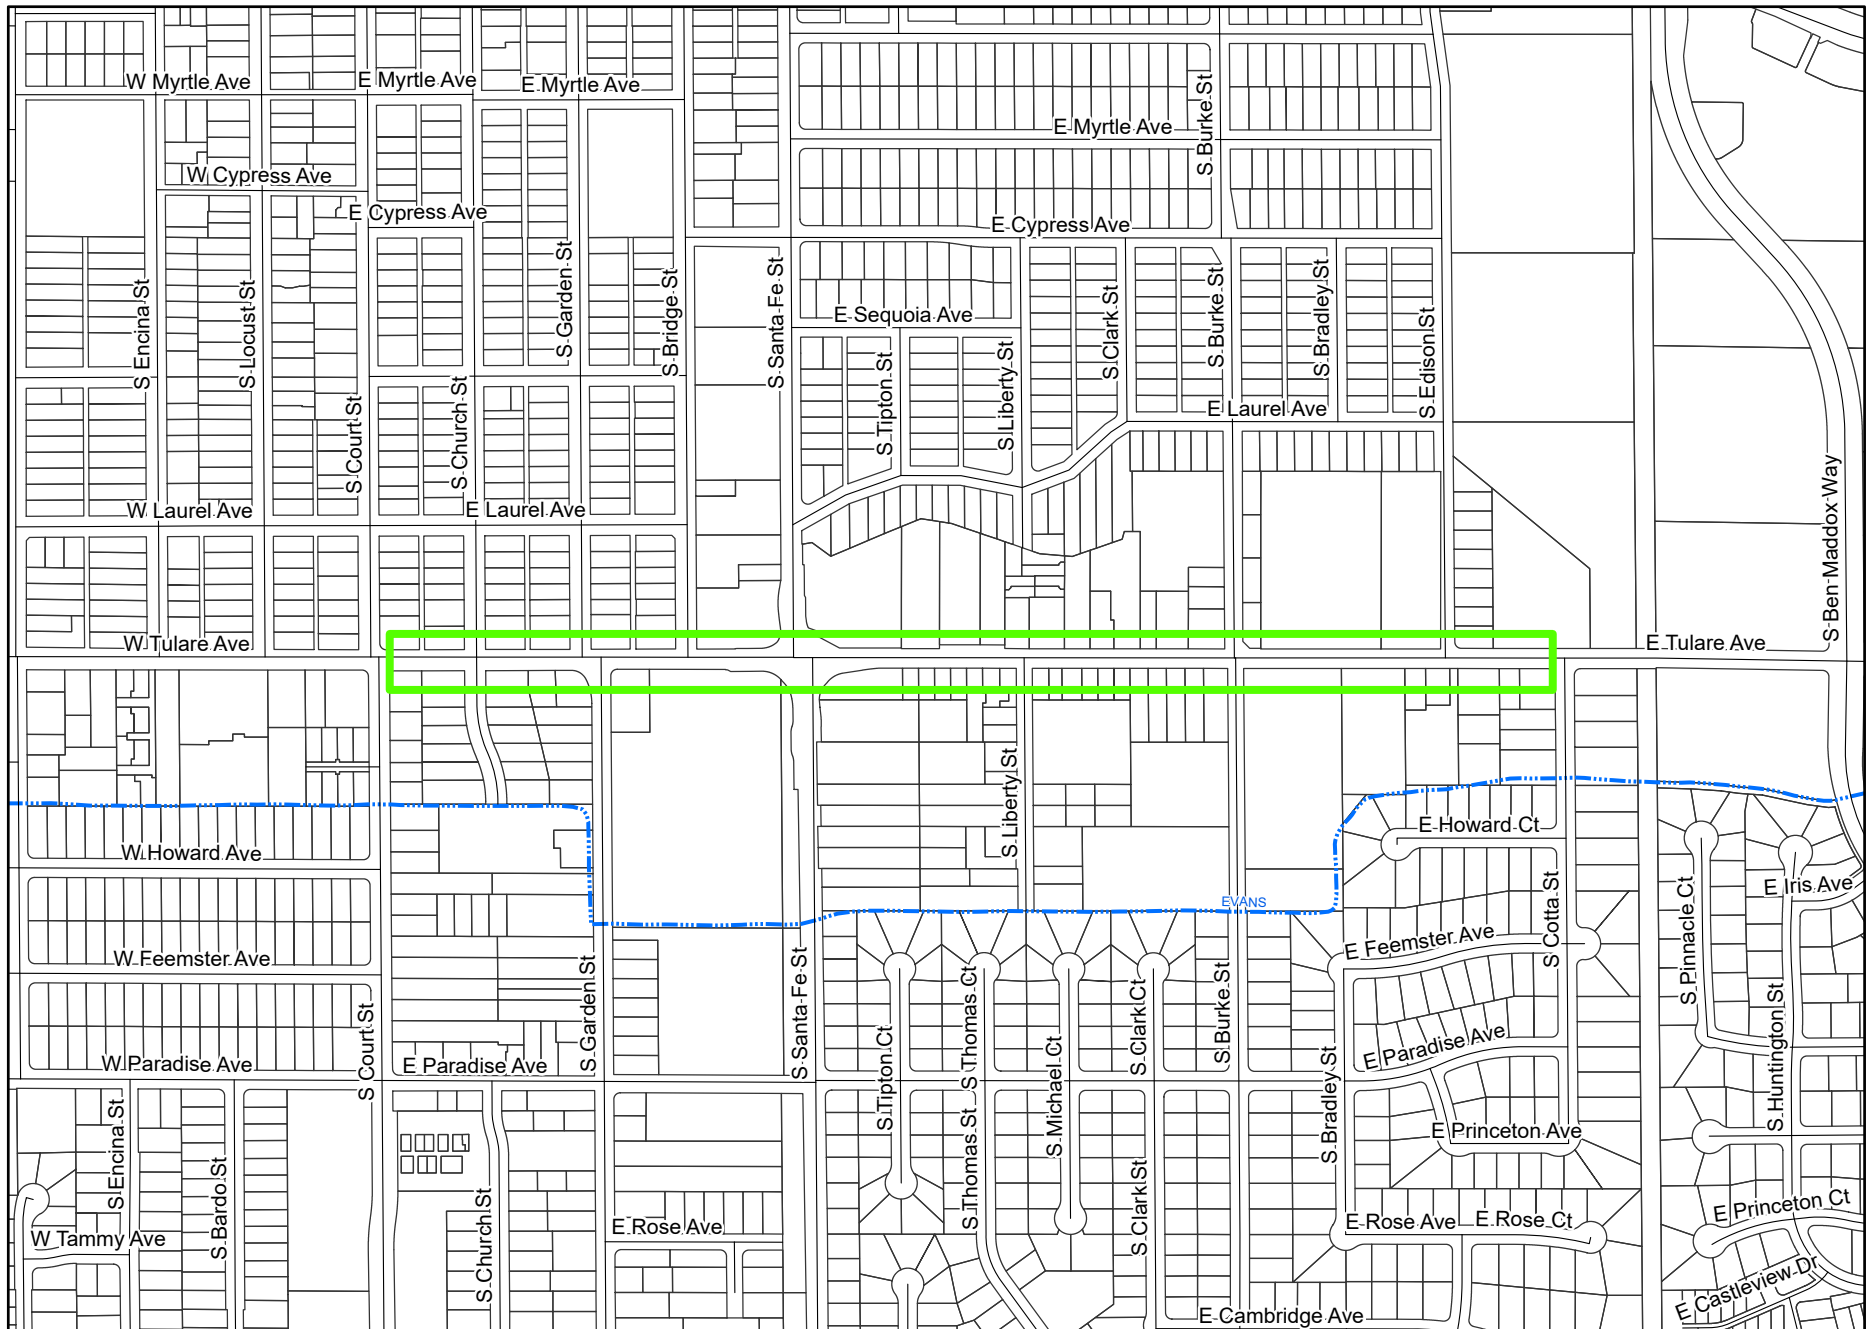 W Myrtle Ave
E Myrtle Ave
E Myrtle Ave
S Burke St
E Myrtle Ave
W Cypress Ave
E Cypress Ave
E Cypress Ave
S Encina St
S Locust St
S Garden St
S Bridge St
S Santa Fe St
E Sequoia Ave
S Clark St
S Burke St
S Bradley St
S Edison St
S Court St
S Church St
S Tipton St
S Liberty St
E Laurel Ave
W Laurel Ave
E Laurel Ave
S Ben Maddox Way
W Tulare Ave
E Tulare Ave
S Liberty St
E Howard Ct
W Howard Ave
E Iris Ave
EVANS
S Cotta St
S Pinnacle Ct
E Feemster Ave
W Feemster Ave
S Garden St
S Santa Fe St
S Thomas Ct
S Clark Ct
S Burke St
S Huntington St
S Court St
W Paradise Ave
E Paradise Ave
E Paradise Ave
S Tipton Ct
S Michael Ct
S Bradley St
S Encina St
E Princeton Ave
S Bardo St
S Church St
S Thomas St
S Clark St
W Tammy Ave
E Rose Ave
E Rose Ave
E Rose Ct
E Princeton Ct
E Castleview Dr
E Cambridge Ave